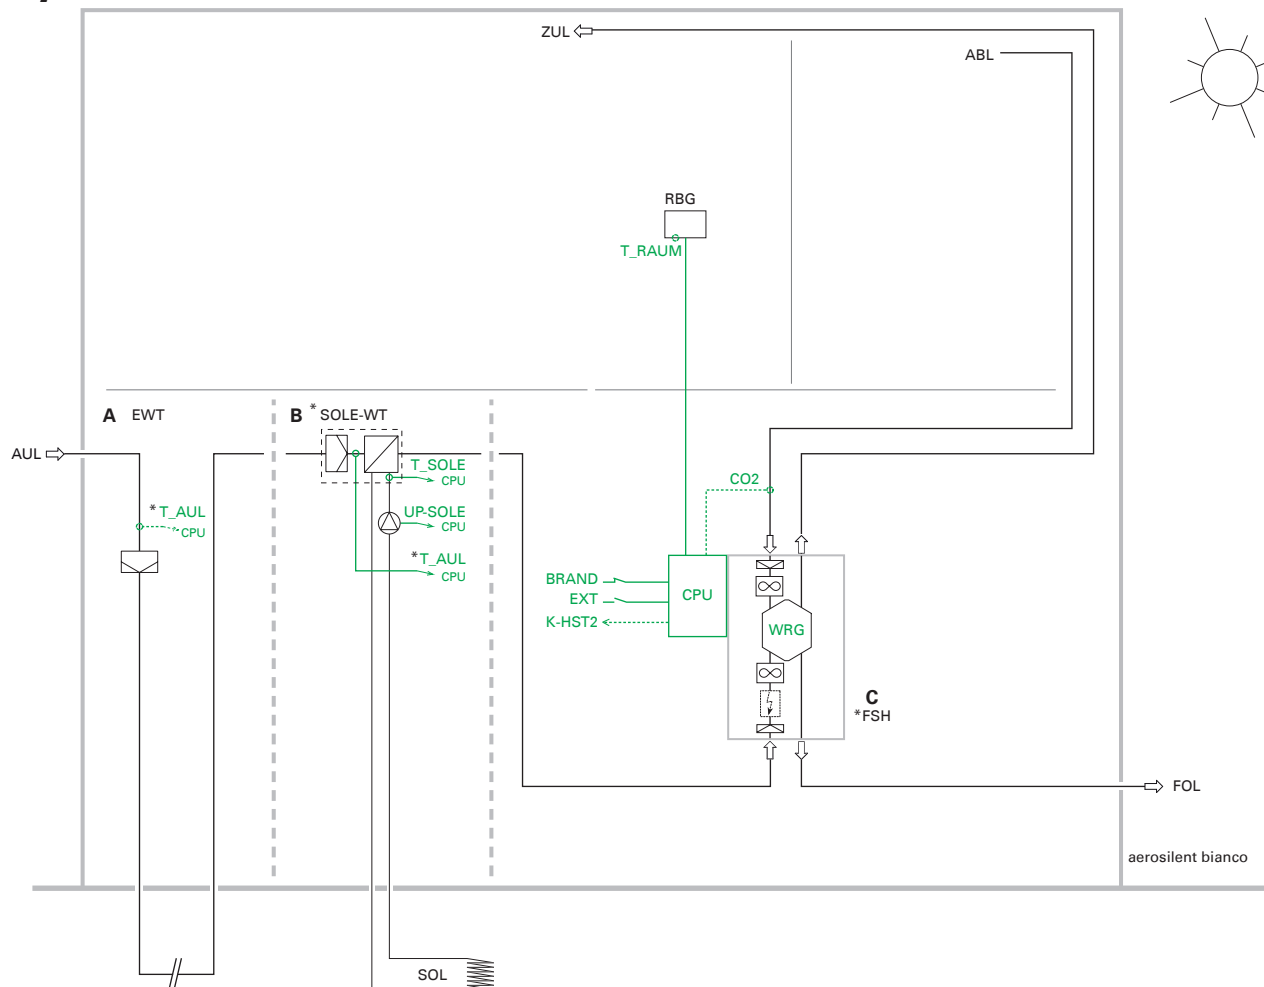 ZUL
ABL
RBG
T_RAUM
A EWT
B * SOLE-WT
AUL
T_SOLE
CPU
CO2
* T_AUL
CPU
UP-SOLE
CPU
* T_AUL
CPU
BRAND
EXT
K-HST2
CPU
WRG
C
*FSH
FOL
aerosilent bianco
SOL